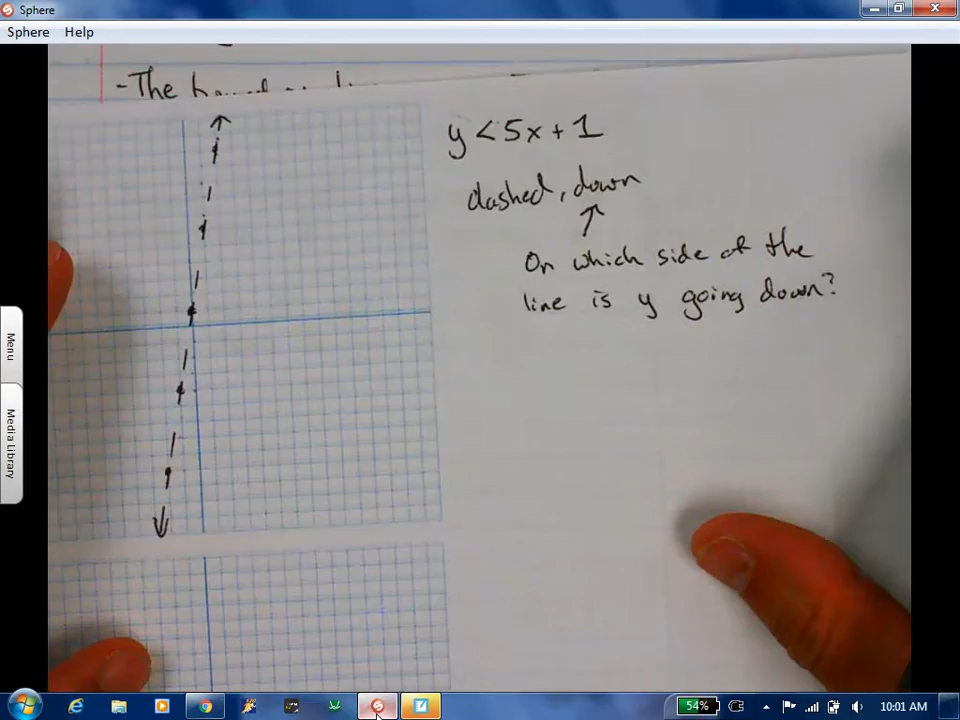 Sphere
Sphere Help
-The
y < 5x + 1
dashed, down
On which side of the
line is y going down?
Menu
Media Library
54%
10:01 AM